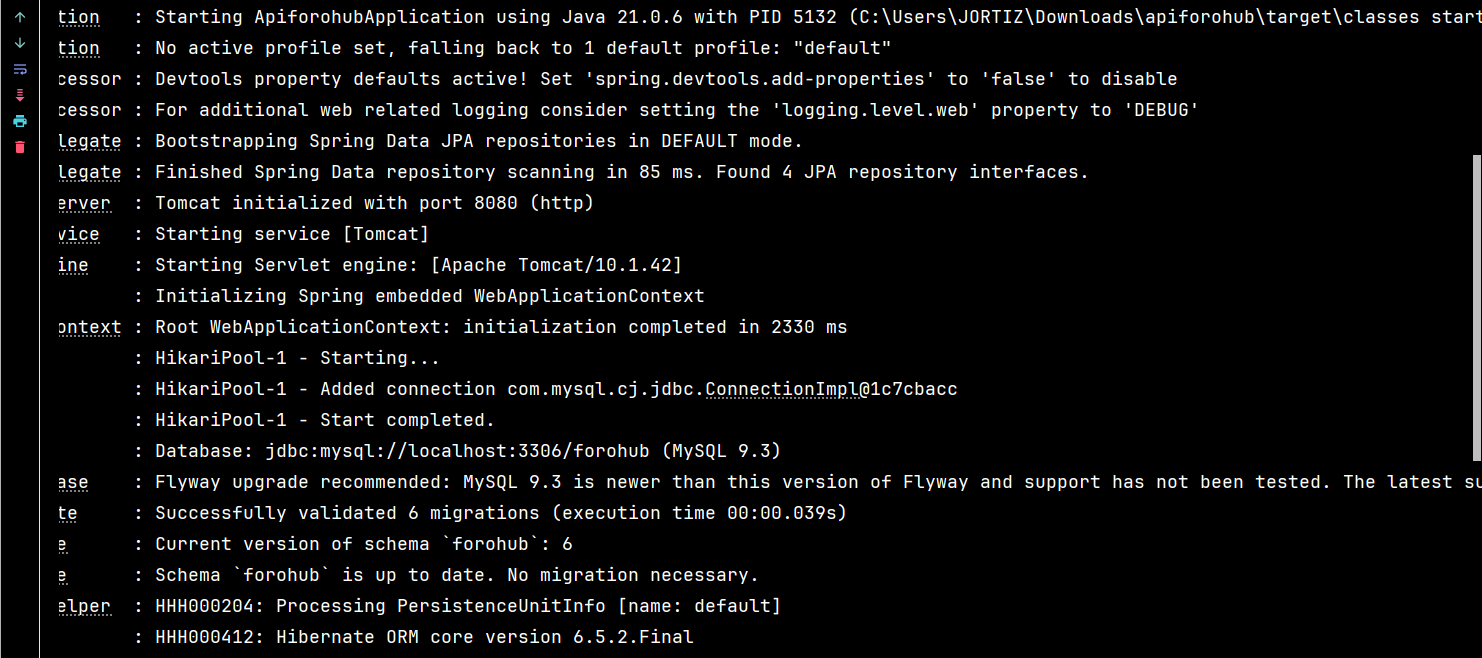 tion : Starting ApiforohubApplication using Java 21.0.6 with PID 5132 (C:\Users\JORTIZ\Downloads\apiforohub\target\classes start
tion : No active profile set, falling back to 1 default profile: "default"
cessor : Devtools property defaults active! Set 'spring.devtools.add-properties' to 'false' to disable
cessor : For additional web related logging consider setting the 'logging.level.web' property to 'DEBUG'
legate : Bootstrapping Spring Data JPA repositories in DEFAULT mode.
legate : Finished Spring Data repository scanning in 85 ms. Found 4 JPA repository interfaces.
erver : Tomcat initialized with port 8080 (http)
vice : Starting service [Tomcat]
ine : Starting Servlet engine: [Apache Tomcat/10.1.42]
: Initializing Spring embedded WebApplicationContext
ontext : Root WebApplicationContext: initialization completed in 2330 ms
: HikariPool-1 - Starting...
: HikariPool-1 - Added connection com.mysql.cj.jdbc.ConnectionImpl@1c7cbacc
: HikariPool-1 - Start completed.
: Database: jdbc:mysql://localhost:3306/forohub (MySQL 9.3)
ase : Flyway upgrade recommended: MySQL 9.3 is newer than this version of Flyway and support has not been tested. The latest su
te : Successfully validated 6 migrations (execution time 00:00.039s)
e : Current version of schema `forohub`: 6
e : Schema `forohub` is up to date. No migration necessary.
elper : HHH000204: Processing PersistenceUnitInfo [name: default]
: HHH000412: Hibernate ORM core version 6.5.2.Final